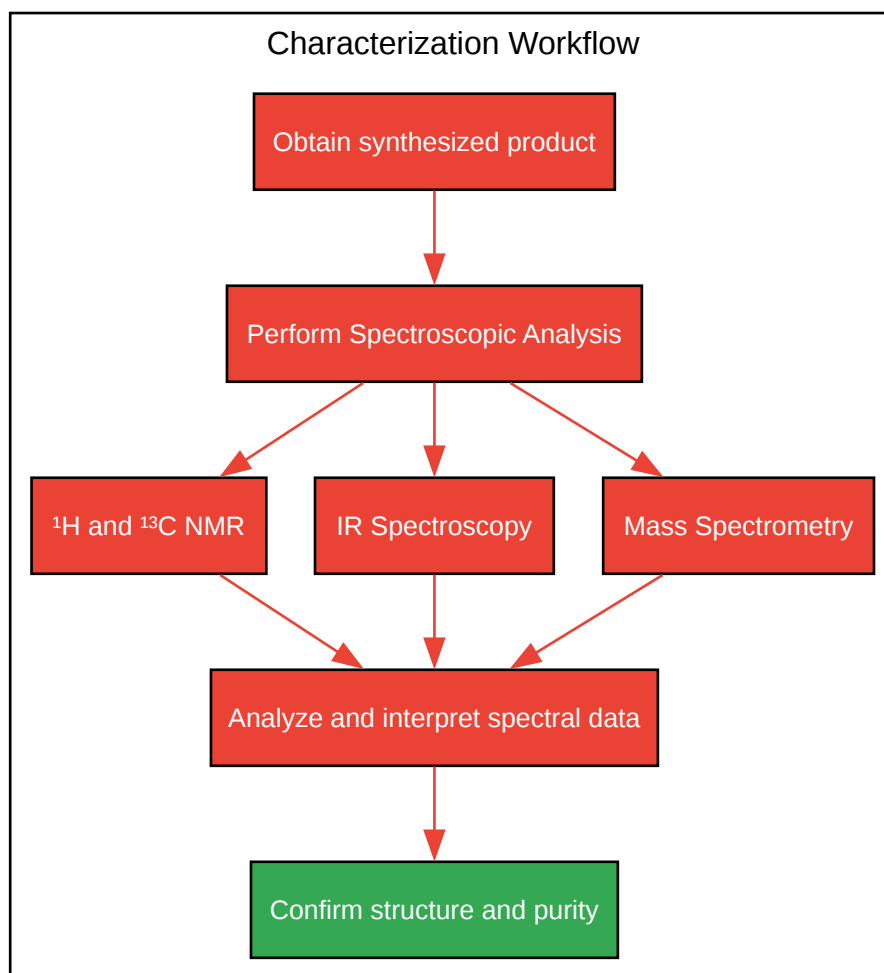 Characterization Workflow
Obtain synthesized product
Perform Spectroscopic Analysis
¹H and ¹³C NMR
IR Spectroscopy
Mass Spectrometry
Analyze and interpret spectral data
Confirm structure and purity